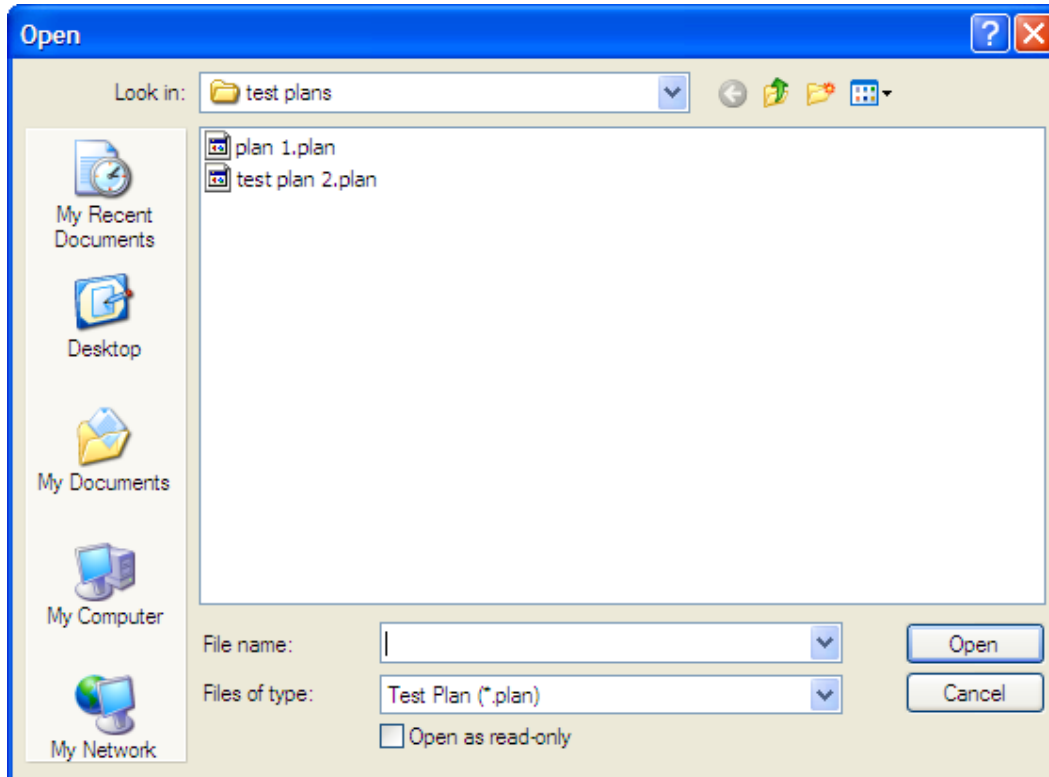 Open
Look in:
test plans
plan 1.plan
test plan 2.plan
My Recent
Documents
Desktop
My Documents
My Computer
My Network
File name:
Open
Files of type:
Test Plan (*.plan)
Cancel
Open as read-only